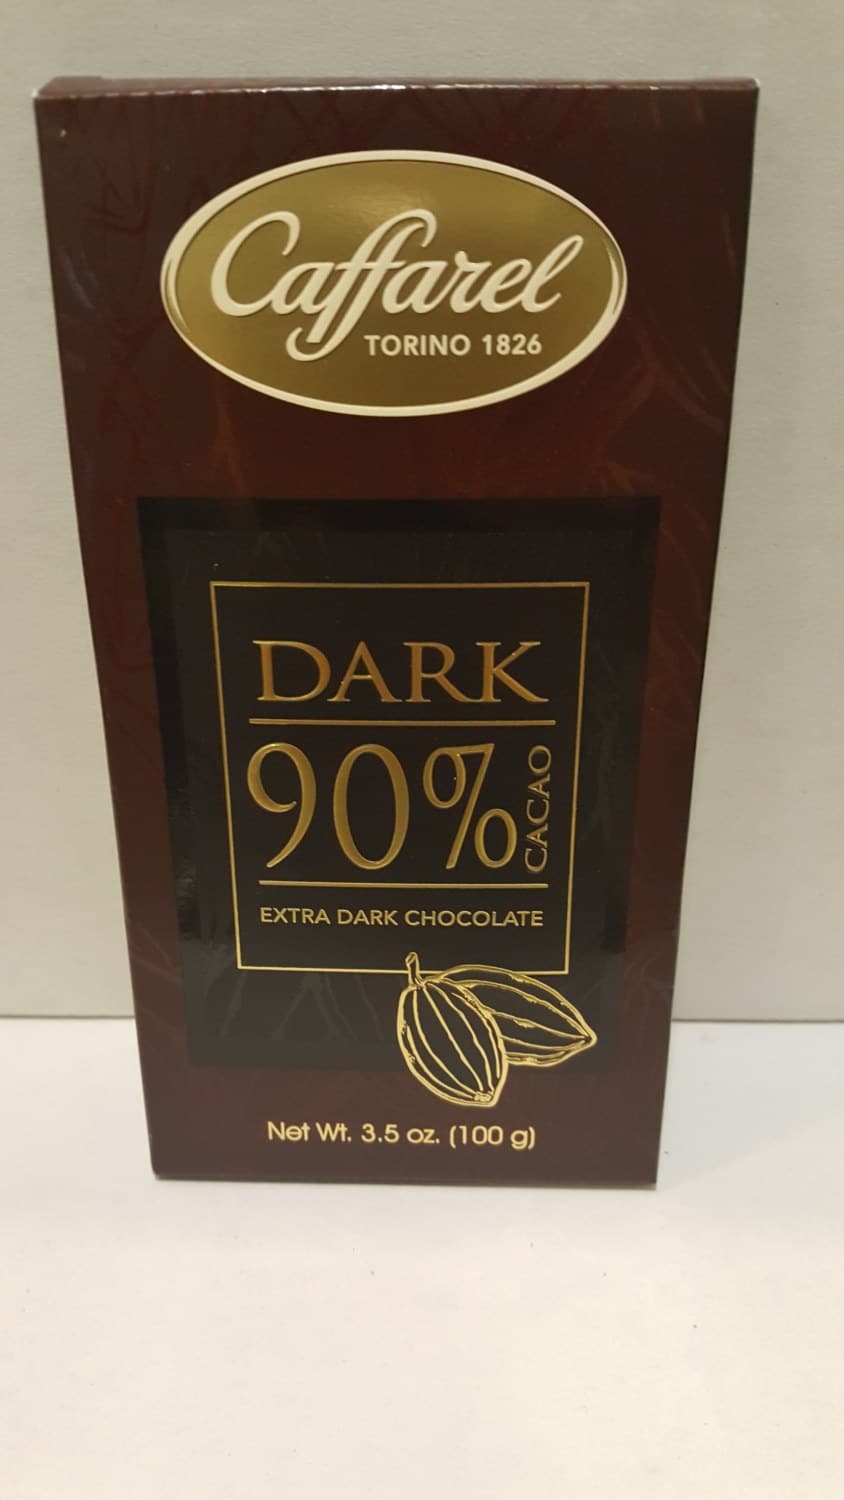 Caffarel
TORINO 1826
DARK
90% CACAO
EXTRA DARK CHOCOLATE
Net Wt. 3.5 oz. (100 g)